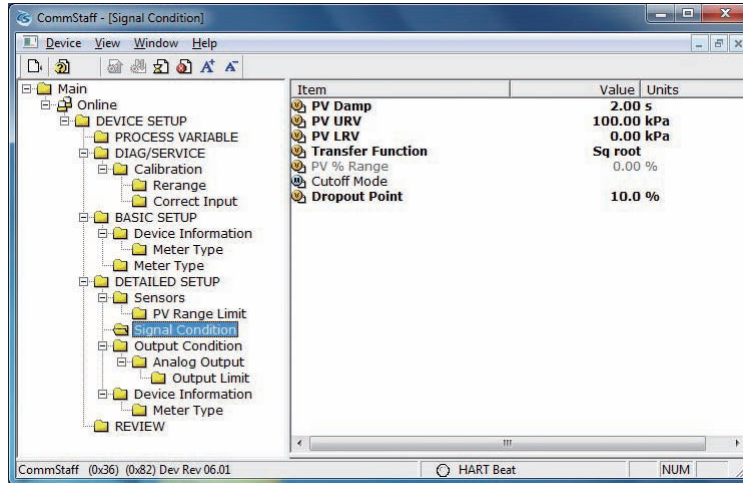 CommStaff - [Signal Condition]
Device View Window Help
Main
Online
DEVICE SETUP
PROCESS VARIABLE
DIAG/SERVICE
Calibration
Rerange
Correct Input
BASIC SETUP
Device Information
Meter Type
Meter Type
DETAILED SETUP
Sensors
PV Range Limit
Signal Condition
Output Condition
Analog Output
Output Limit
Device Information
Meter Type
REVIEW
Item Value Units
PV Damp 2.00 s
PV URV 100.00 kPa
PV LRV 0.00 kPa
Transfer Function Sq root
PV % Range 0.00 %
Cutoff Mode
Dropout Point 10.0 %
CommStaff (0x36) (0x82) Dev Rev 06.01 HART Beat NUM